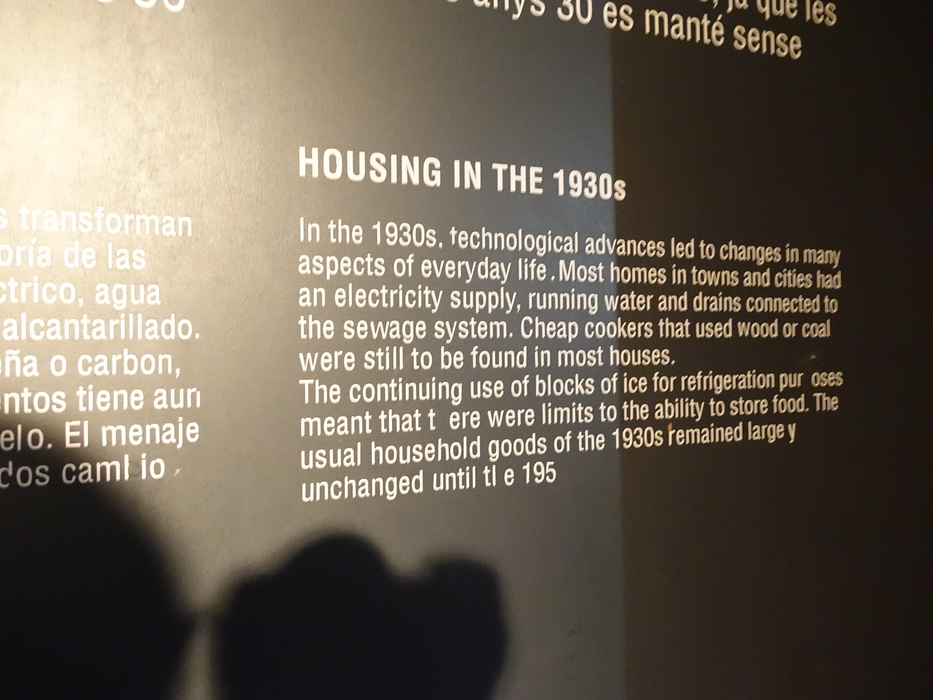 anys 30 es manté sense
ja que les
s transforman
oría de las
ctrico, agua
alcantarillado.
eña o carbon,
entos tiene aun
elo. El menaje
dos caml io
HOUSING IN THE 1930s
In the 1930s, technological advances led to changes in many
aspects of everyday life. Most homes in towns and cities had
an electricity supply, running water and drains connected to
the sewage system. Cheap cookers that used wood or coal
were still to be found in most houses.
The continuing use of blocks of ice for refrigeration pur oses
meant that t ere were limits to the ability to store food. The
usual household goods of the 1930s remained large y
unchanged until tl e 195